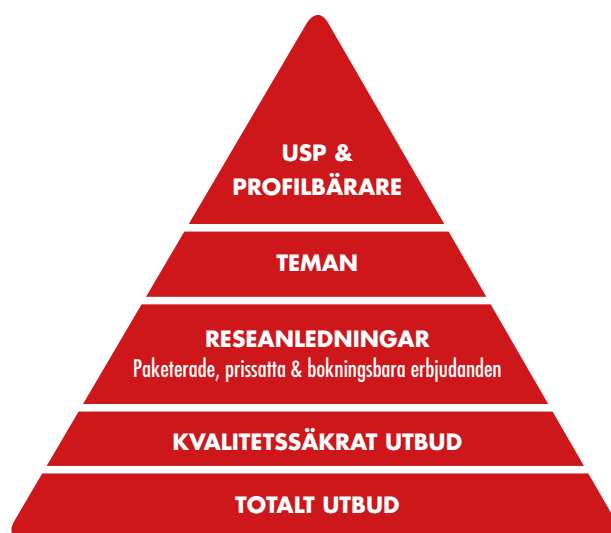 USP &
PROFILBÄRARE
TEMAN
RESEANLEDNINGAR
Paketerade, prissatta & bokningsbara erbjudanden
KVALITETSSÄKRAT UTBUD
TOTALT UTBUD